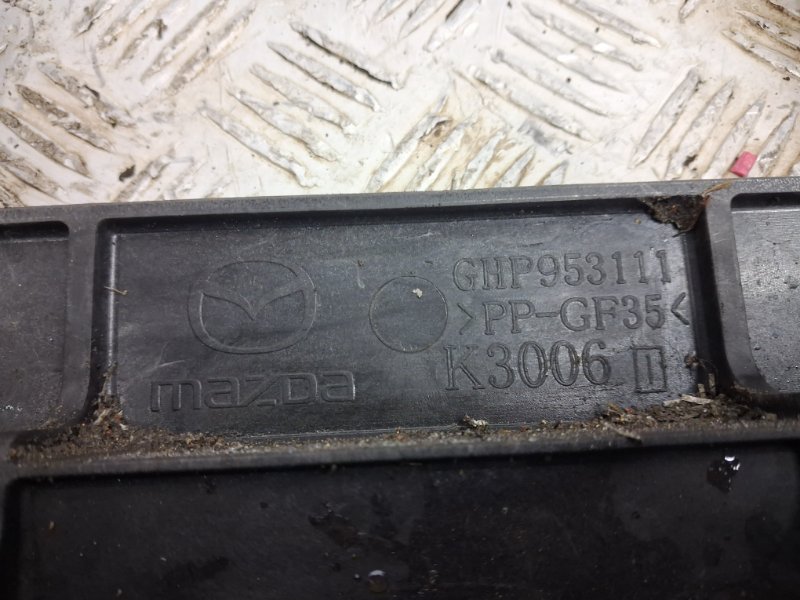 mazda
GHP953111
>PP-GF35<
K3006